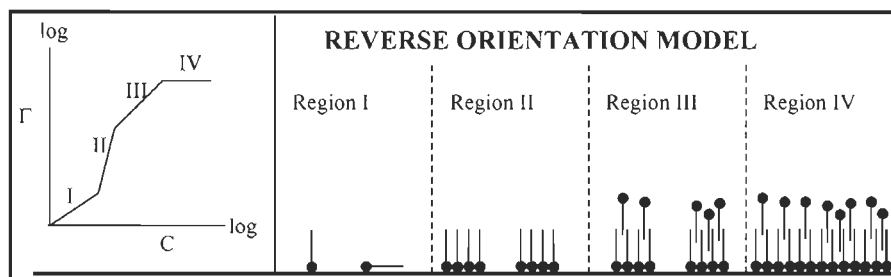 log
Γ
I
II
III
IV
log
C
REVERSE ORIENTATION MODEL
Region I
Region II
Region III
Region IV